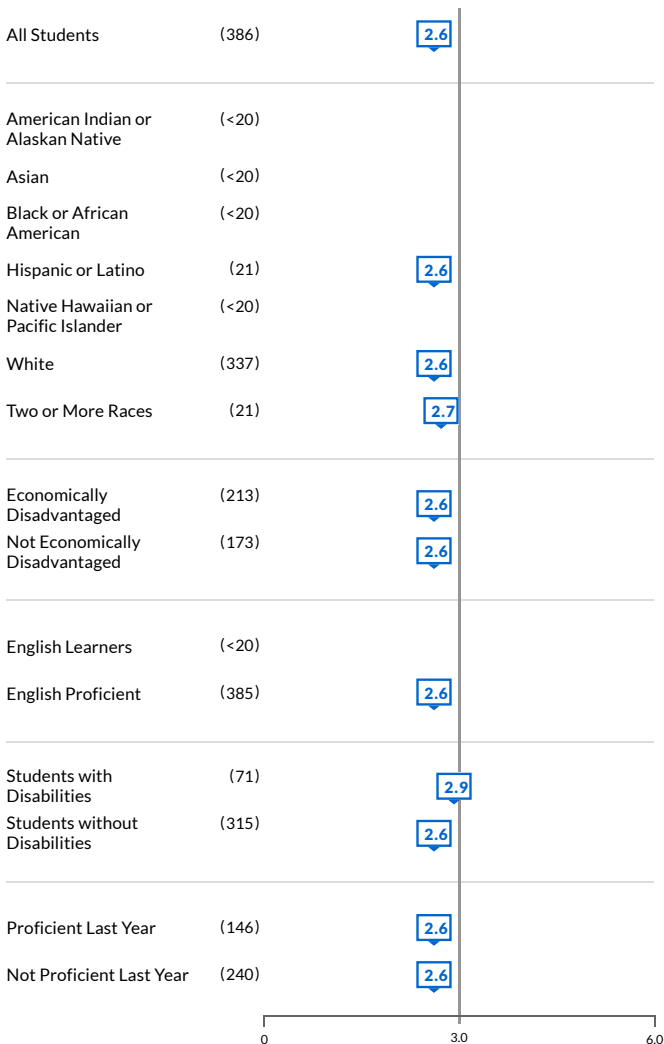 All Students (386) 2.6
American Indian or (<20)
Alaskan Native
Asian (<20)
Black or African (<20)
American
Hispanic or Latino (21) 2.6
Native Hawaiian or (<20)
Pacific Islander
White (337) 2.6
Two or More Races (21) 2.7
Economically (213) 2.6
Disadvantaged
Not Economically (173) 2.6
Disadvantaged
English Learners (<20)
English Proficient (385) 2.6
Students with (71) 2.9
Disabilities
Students without (315) 2.6
Disabilities
Proficient Last Year (146) 2.6
Not Proficient Last Year (240) 2.6
0 3.0 6.0